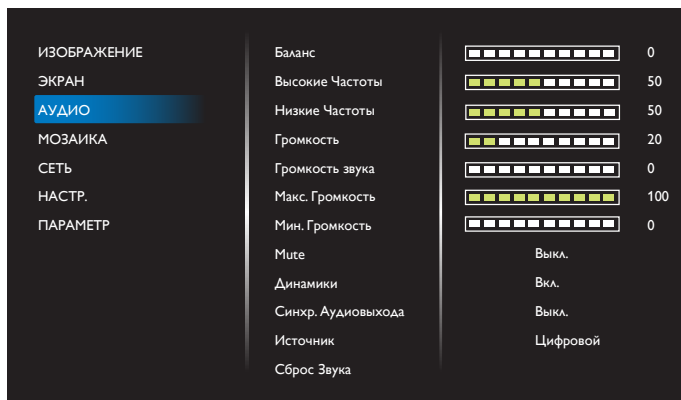 ИЗОБРАЖЕНИЕ
ЭКРАН
АУДИО
МОЗАИКА
СЕТЬ
НАСТР.
ПАРАМЕТР
Баланс 0
Высокие Частоты 50
Низкие Частоты 50
Громкость 20
Громкость звука 0
Макс. Громкость 100
Мин. Громкость 0
Mute Выкл.
Динамики Вкл.
Синхр. Аудиовыхода Выкл.
Источник Цифровой
Сброс Звука